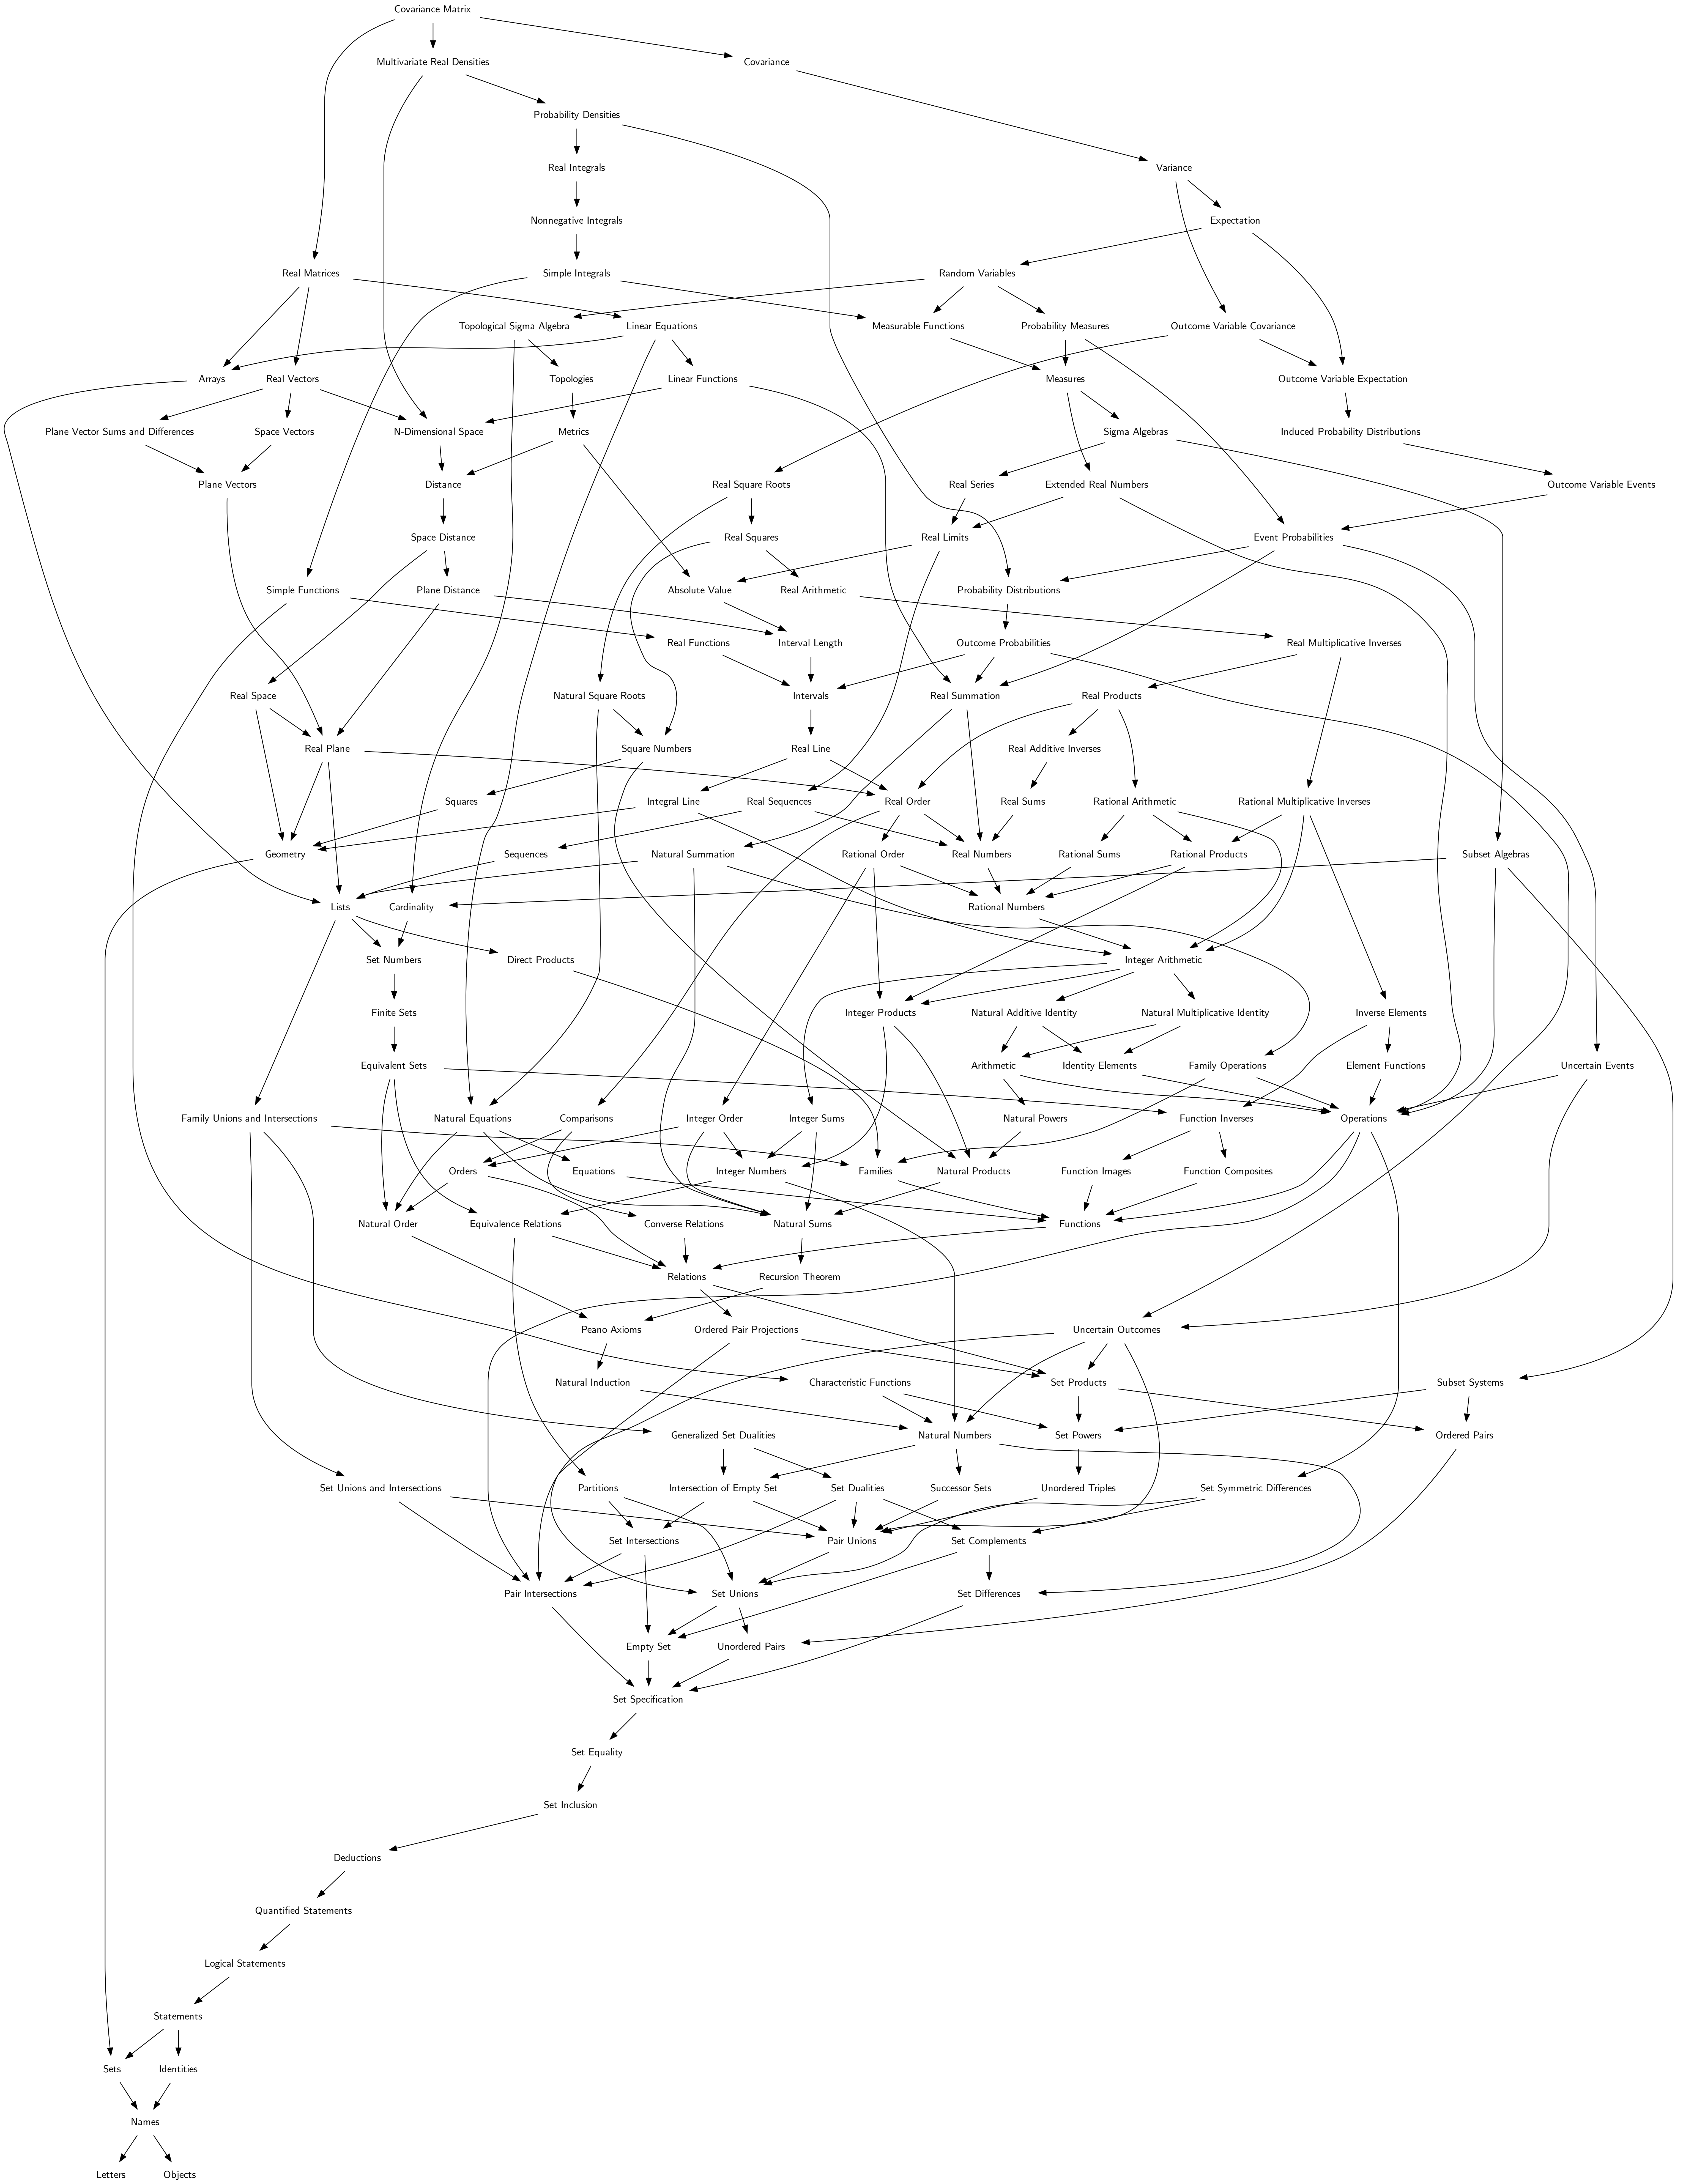 Covariance Matrix
Multivariate Real Densities
Covariance
Probability Densities
Real Integrals
Variance
Nonnegative Integrals
Expectation
Real Matrices
Simple Integrals
Random Variables
Topological Sigma Algebra
Linear Equations
Measurable Functions
Probability Measures
Outcome Variable Covariance
Arrays
Real Vectors
Topologies
Linear Functions
Measures
Outcome Variable Expectation
Plane Vector Sums and Differences
Space Vectors
N-Dimensional Space
Metrics
Sigma Algebras
Induced Probability Distributions
Plane Vectors
Distance
Real Square Roots
Real Series
Extended Real Numbers
Outcome Variable Events
Space Distance
Real Squares
Real Limits
Event Probabilities
Simple Functions
Plane Distance
Absolute Value
Real Arithmetic
Probability Distributions
Real Functions
Interval Length
Outcome Probabilities
Real Multiplicative Inverses
Real Space
Natural Square Roots
Intervals
Real Summation
Real Products
Real Plane
Square Numbers
Real Line
Real Additive Inverses
Squares
Integral Line
Real Sequences
Real Order
Real Sums
Rational Arithmetic
Rational Multiplicative Inverses
Geometry
Sequences
Natural Summation
Rational Order
Real Numbers
Rational Sums
Rational Products
Subset Algebras
Lists
Cardinality
Rational Numbers
Set Numbers
Direct Products
Integer Arithmetic
Finite Sets
Integer Products
Natural Additive Identity
Natural Multiplicative Identity
Inverse Elements
Equivalent Sets
Arithmetic
Identity Elements
Family Operations
Element Functions
Uncertain Events
Family Unions and Intersections
Natural Equations
Comparisons
Integer Order
Integer Sums
Natural Powers
Function Inverses
Operations
Orders
Equations
Integer Numbers
Families
Natural Products
Function Images
Function Composites
Natural Order
Equivalence Relations
Converse Relations
Natural Sums
Functions
Relations
Recursion Theorem
Peano Axioms
Ordered Pair Projections
Uncertain Outcomes
Natural Induction
Characteristic Functions
Set Products
Subset Systems
Generalized Set Dualities
Natural Numbers
Set Powers
Ordered Pairs
Set Unions and Intersections
Partitions
Intersection of Empty Set
Set Dualities
Successor Sets
Unordered Triples
Set Symmetric Differences
Set Intersections
Pair Unions
Set Complements
Pair Intersections
Set Unions
Set Differences
Empty Set
Unordered Pairs
Set Specification
Set Equality
Set Inclusion
Deductions
Quantified Statements
Logical Statements
Statements
Sets
Identities
Names
Letters
Objects